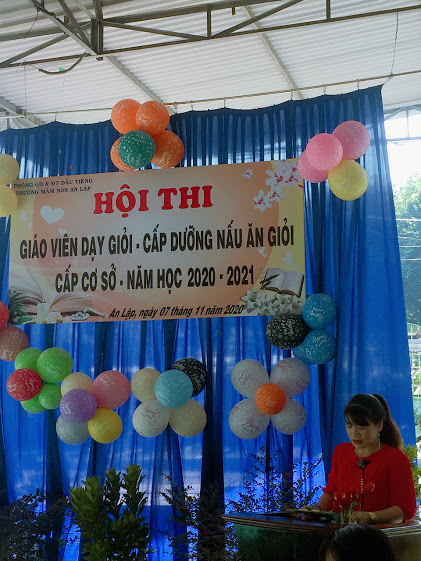 PHÒNG GD & ĐT DẦU TIẾNG
TRƯỜNG MẦM NON AN LẬP
HỘI THI
GIÁO VIÊN DẠY GIỎI - CẤP DƯỠNG NẤU ĂN GIỎI
CẤP CƠ SỞ - NĂM HỌC 2020 - 2021
An Lập, ngày 07 tháng 11 năm 2020